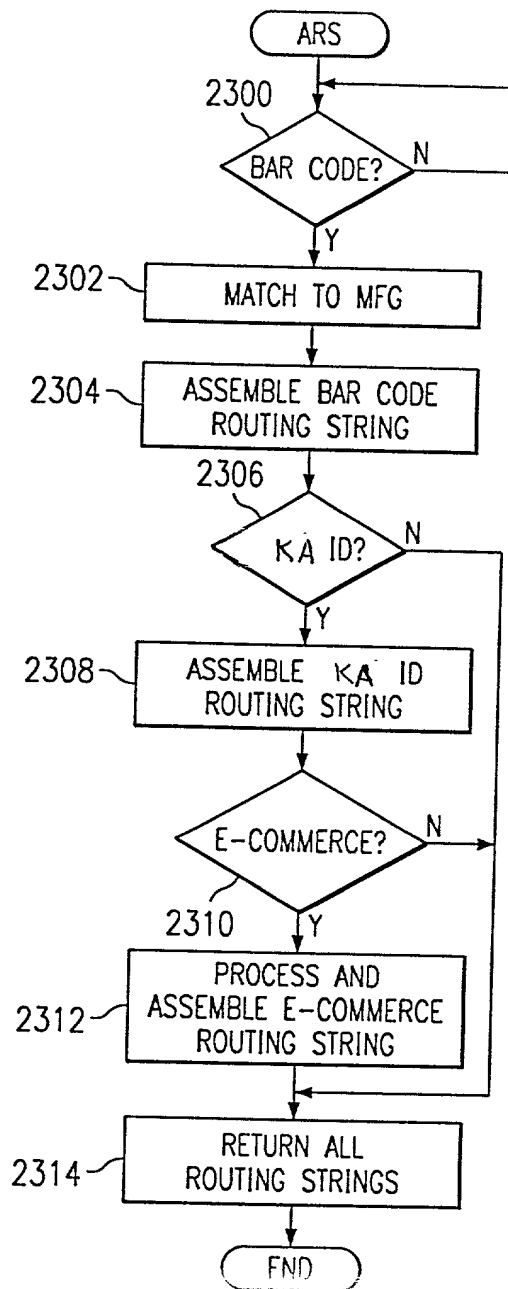 ARS
2300
BAR CODE?
N
Y
2302
MATCH TO MFG
2304
ASSEMBLE BAR CODE
ROUTING STRING
2306
KA ID?
N
Y
2308
ASSEMBLE KA ID
ROUTING STRING
E-COMMERCE?
N
2310
Y
2312
PROCESS AND
ASSEMBLE E-COMMERCE
ROUTING STRING
2314
RETURN ALL
ROUTING STRINGS
END